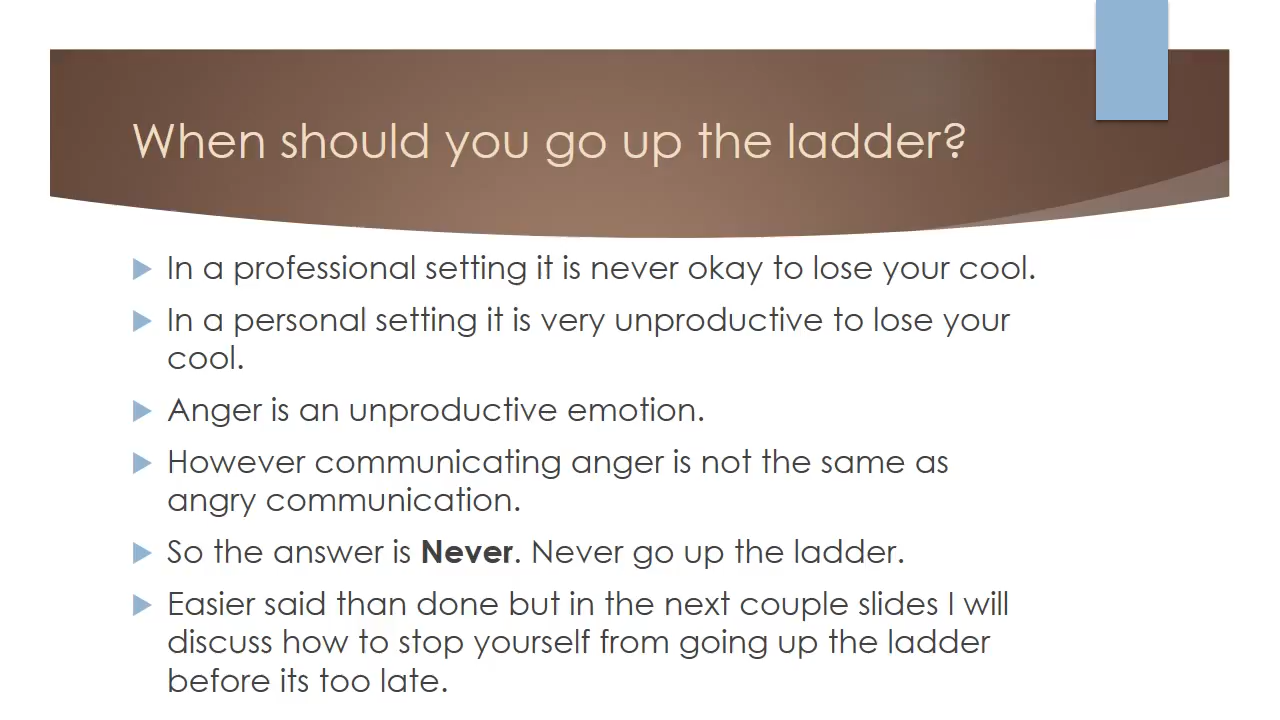 When should you go up the ladder?
In a professional setting it is never okay to lose your cool.
In a personal setting it is very unproductive to lose your
cool.
Anger is an unproductive emotion.
However communicating anger is not the same as
angry communication.
So the answer is Never. Never go up the ladder.
Easier said than done but in the next couple slides I will
discuss how to stop yourself from going up the ladder
before its too late.